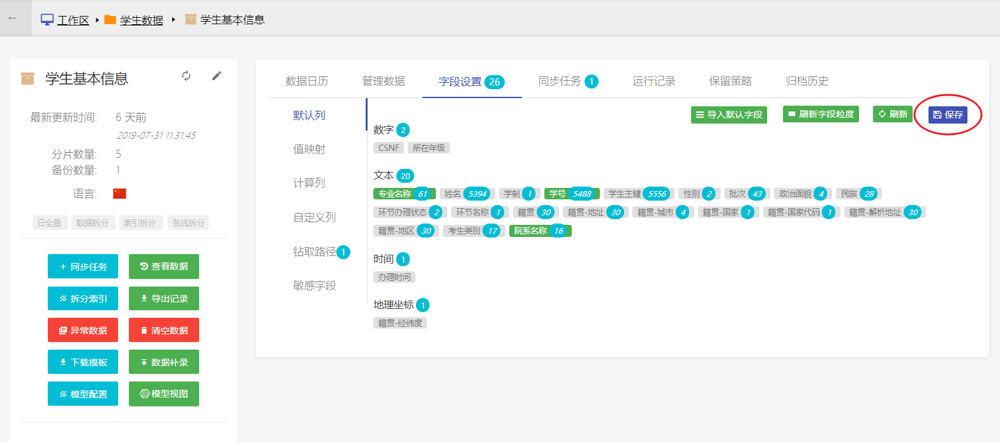 ← 工作区 ▸ 学生数据 ▸ 学生基本信息
学生基本信息
最新更新时间: 6 天前
2019-07-31 11:31:45
分片数量: 5
备份数量: 1
语言:
日全量 数据拆分 索引拆分 条线拆分
+ 同步任务 查看数据
拆分索引 导出记录
异常数据 清空数据
下载模板 数据补录
模型配置 模型视图
数据日历 管理数据 字段设置 26 同步任务 1 运行记录 保留策略 归档历史
默认列
值映射
计算列
自定义列
钻取路径 1
敏感字段
导入默认字段 刷新字段粒度 刷新 保存
数字 2
CSNF 所在年级
文本 20
专业名称 61 姓名 5394 学制 1 学号 5488 学生主键 5556 性别 2 批次 43 政治面貌 4 民族 28
环节办理状态 2 环节名称 1 籍贯 30 籍贯-地址 30 籍贯-城市 4 籍贯-国家 1 籍贯-国家代码 1 籍贯-解析地址 30
籍贯-地区 30 考生类别 17 院系名称 16
时间 1
办理时间
地理坐标 1
籍贯-经纬度